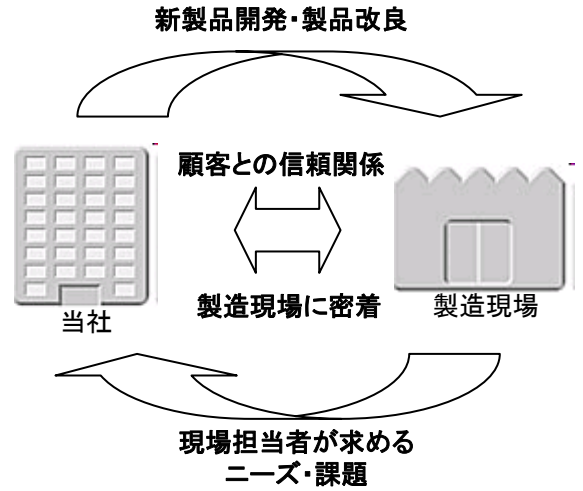 新製品開発・製品改良
顧客との信頼関係
製造現場に密着
当社
製造現場
現場担当者が求める
ニーズ・課題